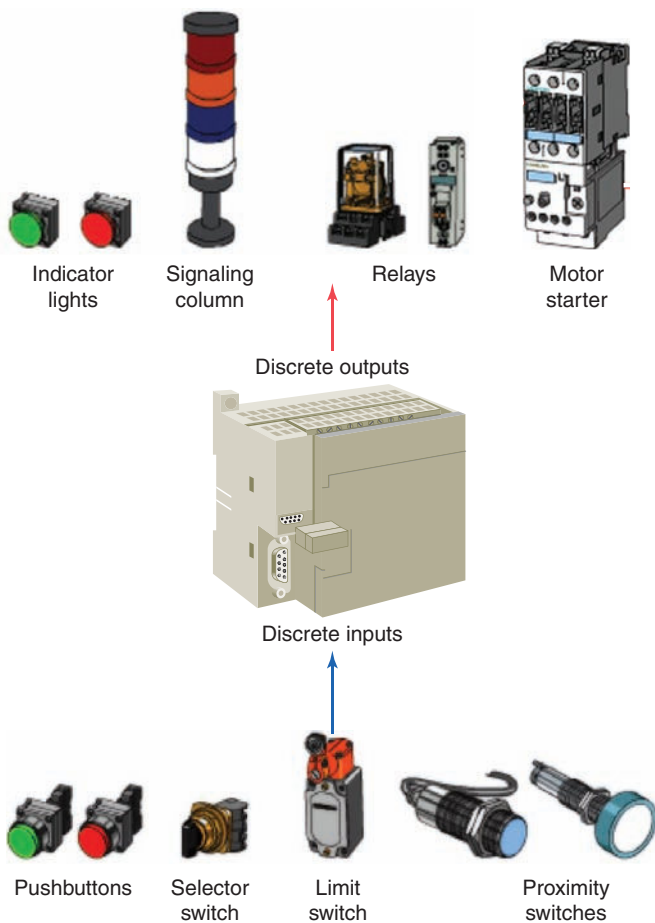 Indicator
lights
Signaling
column
Relays
Motor
starter
Discrete outputs
Discrete inputs
Pushbuttons
Selector
switch
Limit
switch
Proximity
switches